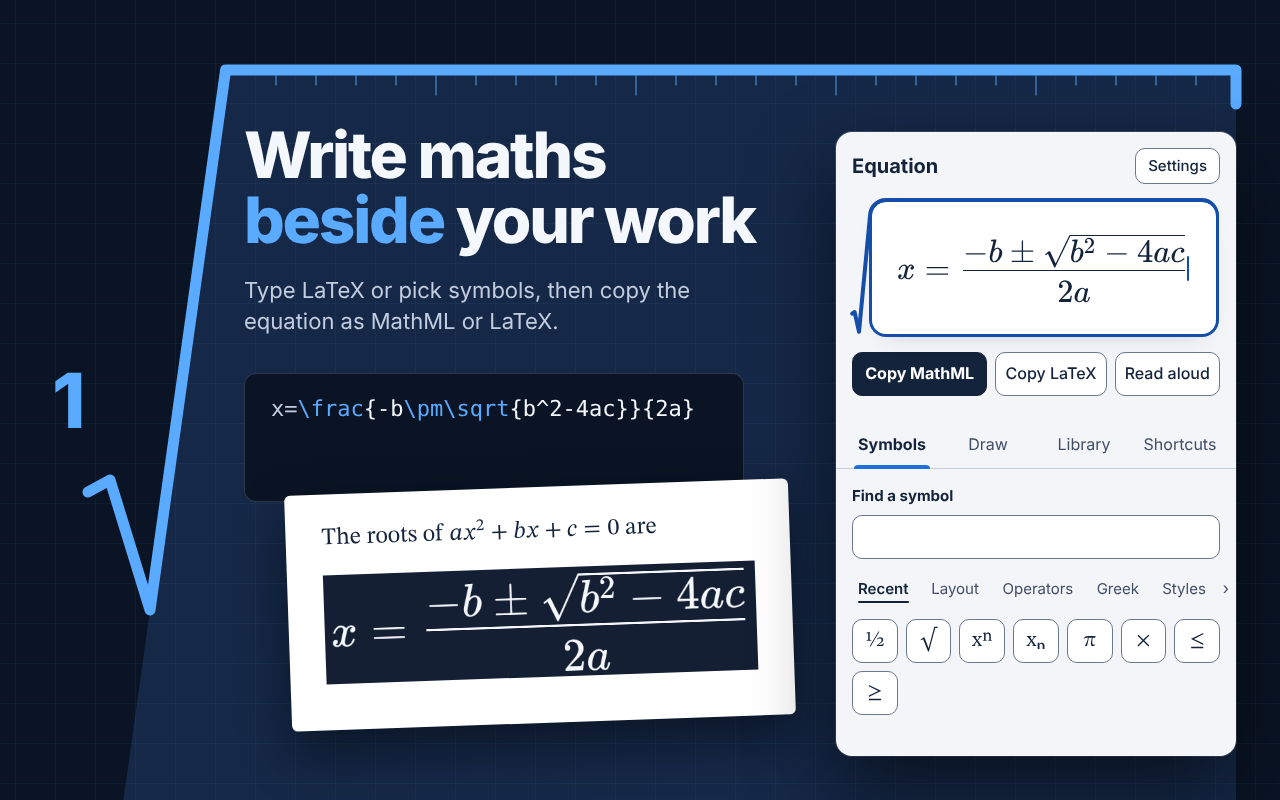 Write maths
beside your work
Type LaTeX or pick symbols, then copy the
equation as MathML or LaTeX.
1
x=\frac{-b\pm\sqrt{b^2-4ac}}{2a}
The roots of ax² + bx + c = 0 are
x = (−b ± √(b² − 4ac))/(2a)
Equation
Settings
x = (−b ± √(b² − 4ac))/(2a)
Copy MathML
Copy LaTeX
Read aloud
Symbols Draw Library Shortcuts
Find a symbol
Recent Layout Operators Greek Styles ›
½ √ xⁿ xₙ π × ≤
≥